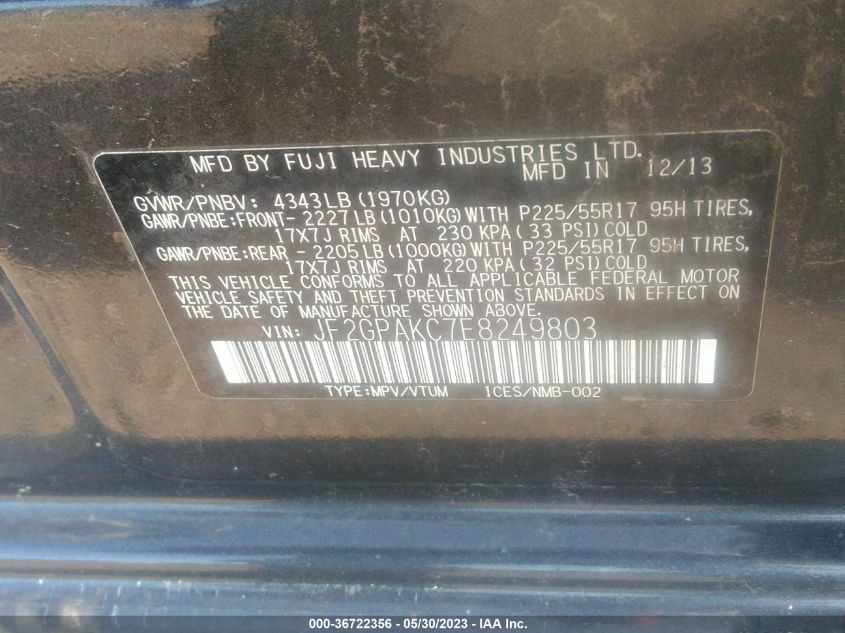 MFD BY FUJI HEAVY INDUSTRIES LTD.
MFD IN 12/13
GVWR/PNBV: 4343LB(1970KG)
GAWR/PNBE:FRONT-2227LB(1010KG)WITH P225/55R17 95H TIRES,
17X7J RIMS AT 230 KPA(33 PSI)COLD
GAWR/PNBE:REAR -2205LB(1000KG)WITH P225/55R17 95H TIRES,
17X7J RIMS AT 220 KPA(32 PSI)COLD
THIS VEHICLE CONFORMS TO ALL APPLICABLE FEDERAL MOTOR
VEHICLE SAFETY AND THEFT PREVENTION STANDARDS IN EFFECT ON
THE DATE OF MANUFACTURE SHOWN ABOVE.
VIN: JF2GPAKC7E8249803
TYPE:MPV/VTUM ICES/NMB-002
000-36722356 - 05/30/2023 - IAA Inc.